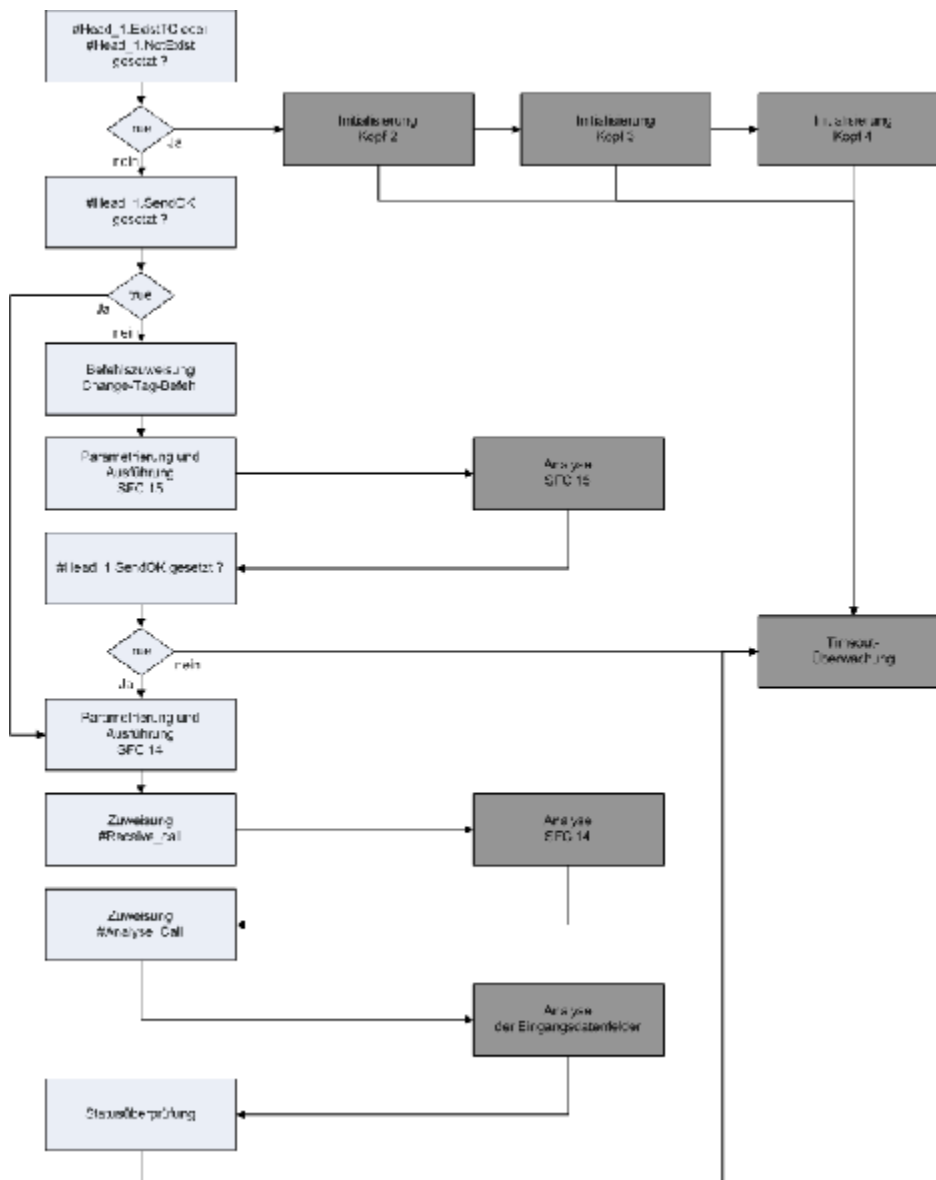 #Head_1.ExistTC oder
#Head_1.NotExist
gesetzt ?
true
Ja
nein
Initialisierung
Kopf 2
Initialisierung
Kopf 3
Initialisierung
Kopf 4
#Head_1.SendOK
gesetzt ?
true
Ja
nein
Befehlszuweisung
Change-Tag-Befehl
Parametrierung und
Ausführung
SFC 15
Analyse
SFC 15
#Head_1.SendOK gesetzt ?
true
nein
Ja
Timeout-
Überwachung
Parametrierung und
Ausführung
SFC 14
Zuweisung
#Receive_call
Analyse
SFC 14
Zuweisung
#Analyse_Call
Analyse
der Eingangsdatenfelder
Statusüberprüfung